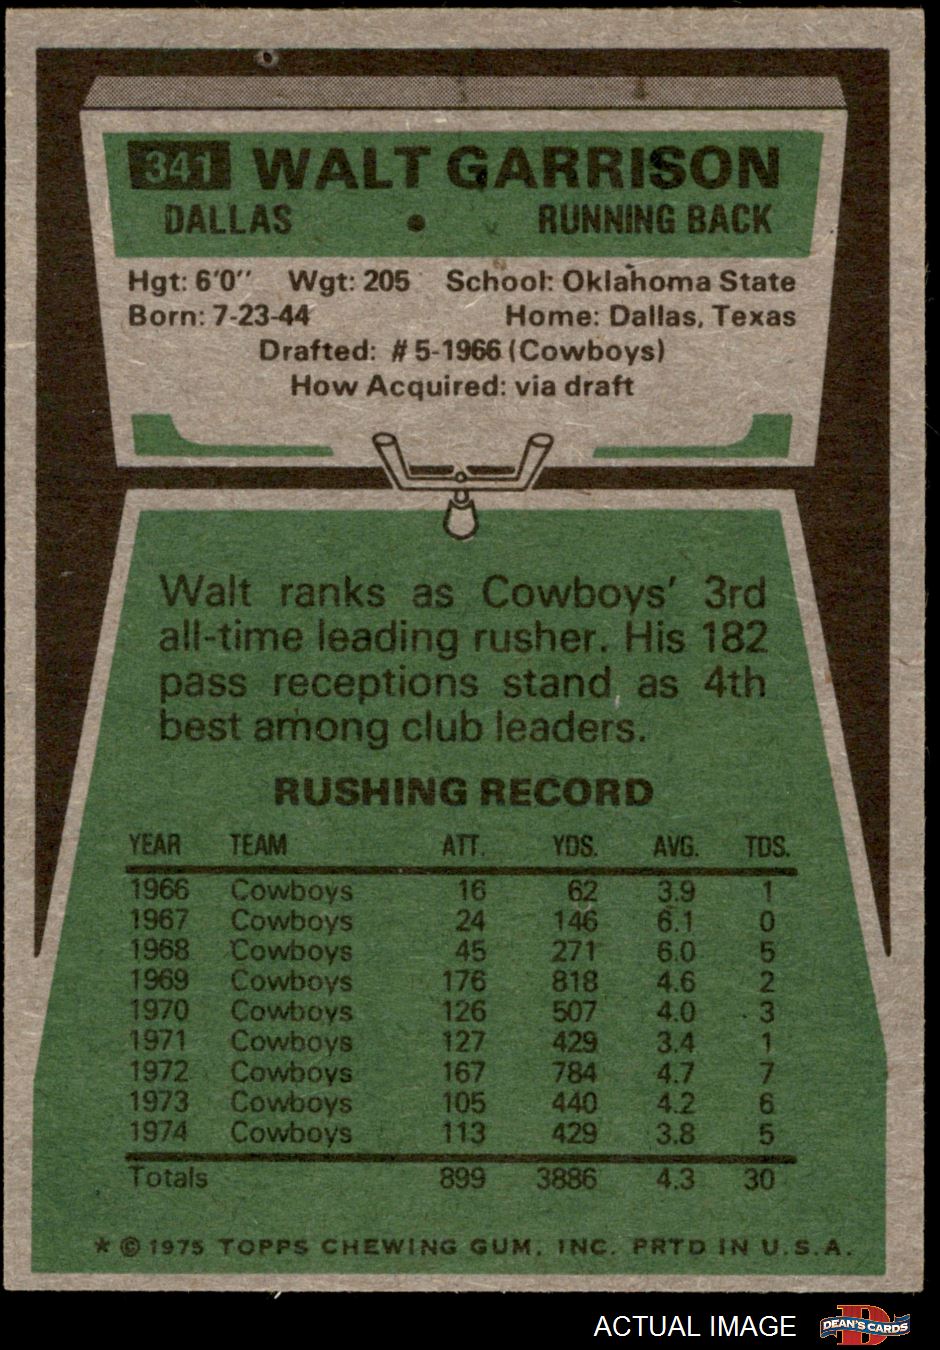 341 WALT GARRISON
DALLAS • RUNNING BACK
Hgt: 6'0" Wgt: 205 School: Oklahoma State
Born: 7-23-44 Home: Dallas, Texas
Drafted: #5-1966 (Cowboys)
How Acquired: via draft
Walt ranks as Cowboys' 3rd
all-time leading rusher. His 182
pass receptions stand as 4th
best among club leaders.
RUSHING RECORD
YEAR TEAM ATT. YDS. AVG. TDS.
1966 Cowboys 16 62 3.9 1
1967 Cowboys 24 146 6.1 0
1968 Cowboys 45 271 6.0 5
1969 Cowboys 176 818 4.6 2
1970 Cowboys 126 507 4.0 3
1971 Cowboys 127 429 3.4 1
1972 Cowboys 167 784 4.7 7
1973 Cowboys 105 440 4.2 6
1974 Cowboys 113 429 3.8 5
Totals 899 3886 4.3 30
* © 1975 TOPPS CHEWING GUM, INC. PRTD IN U.S.A.
ACTUAL IMAGE D DEAN'S CARDS